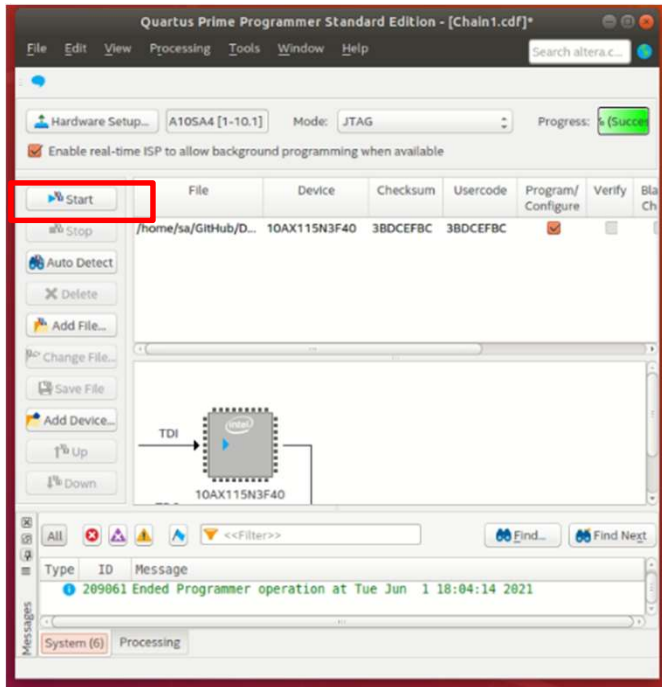 Quartus Prime Programmer Standard Edition - [Chain1.cdf]*
File Edit View Processing Tools Window Help
Search altera.c...
Hardware Setup... A10SA4 [1-10.1] Mode: JTAG Progress: (Succes
Enable real-time ISP to allow background programming when available
Start
Stop
Auto Detect
Delete
Add File...
Change File...
Save File
Add Device...
Up
Down
File Device Checksum Usercode Program/ Configure Verify Bla Ch
/home/sa/GitHub/D... 10AX115N3F40 3BDCEFBC 3BDCEFBC
TDI
intel
10AX115N3F40
All <<Filter>> Find... Find Next
Type ID Message
209061 Ended Programmer operation at Tue Jun 1 18:04:14 2021
Messages
System (6) Processing